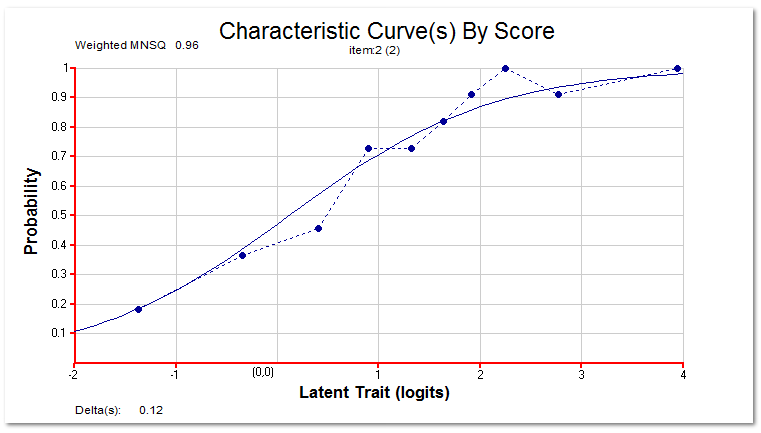 Characteristic Curve(s) By Score
Weighted MNSQ 0.96
item:2 (2)
1
0.9
0.8
0.7
0.6
0.5
0.4
0.3
0.2
0.1
Probability
-2 -1 (0,0) 1 2 3 4
Latent Trait (logits)
Delta(s): 0.12